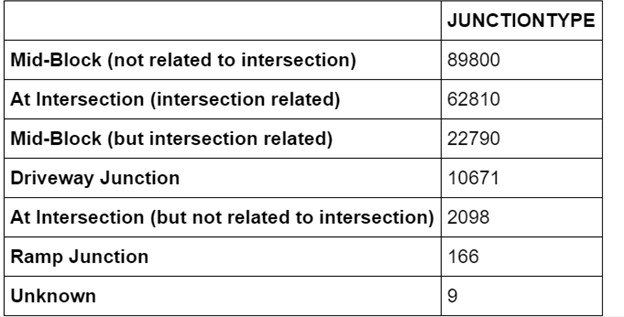 JUNCTIONTYPE
Mid-Block (not related to intersection) 89800
At Intersection (intersection related) 62810
Mid-Block (but intersection related) 22790
Driveway Junction 10671
At Intersection (but not related to intersection) 2098
Ramp Junction 166
Unknown 9